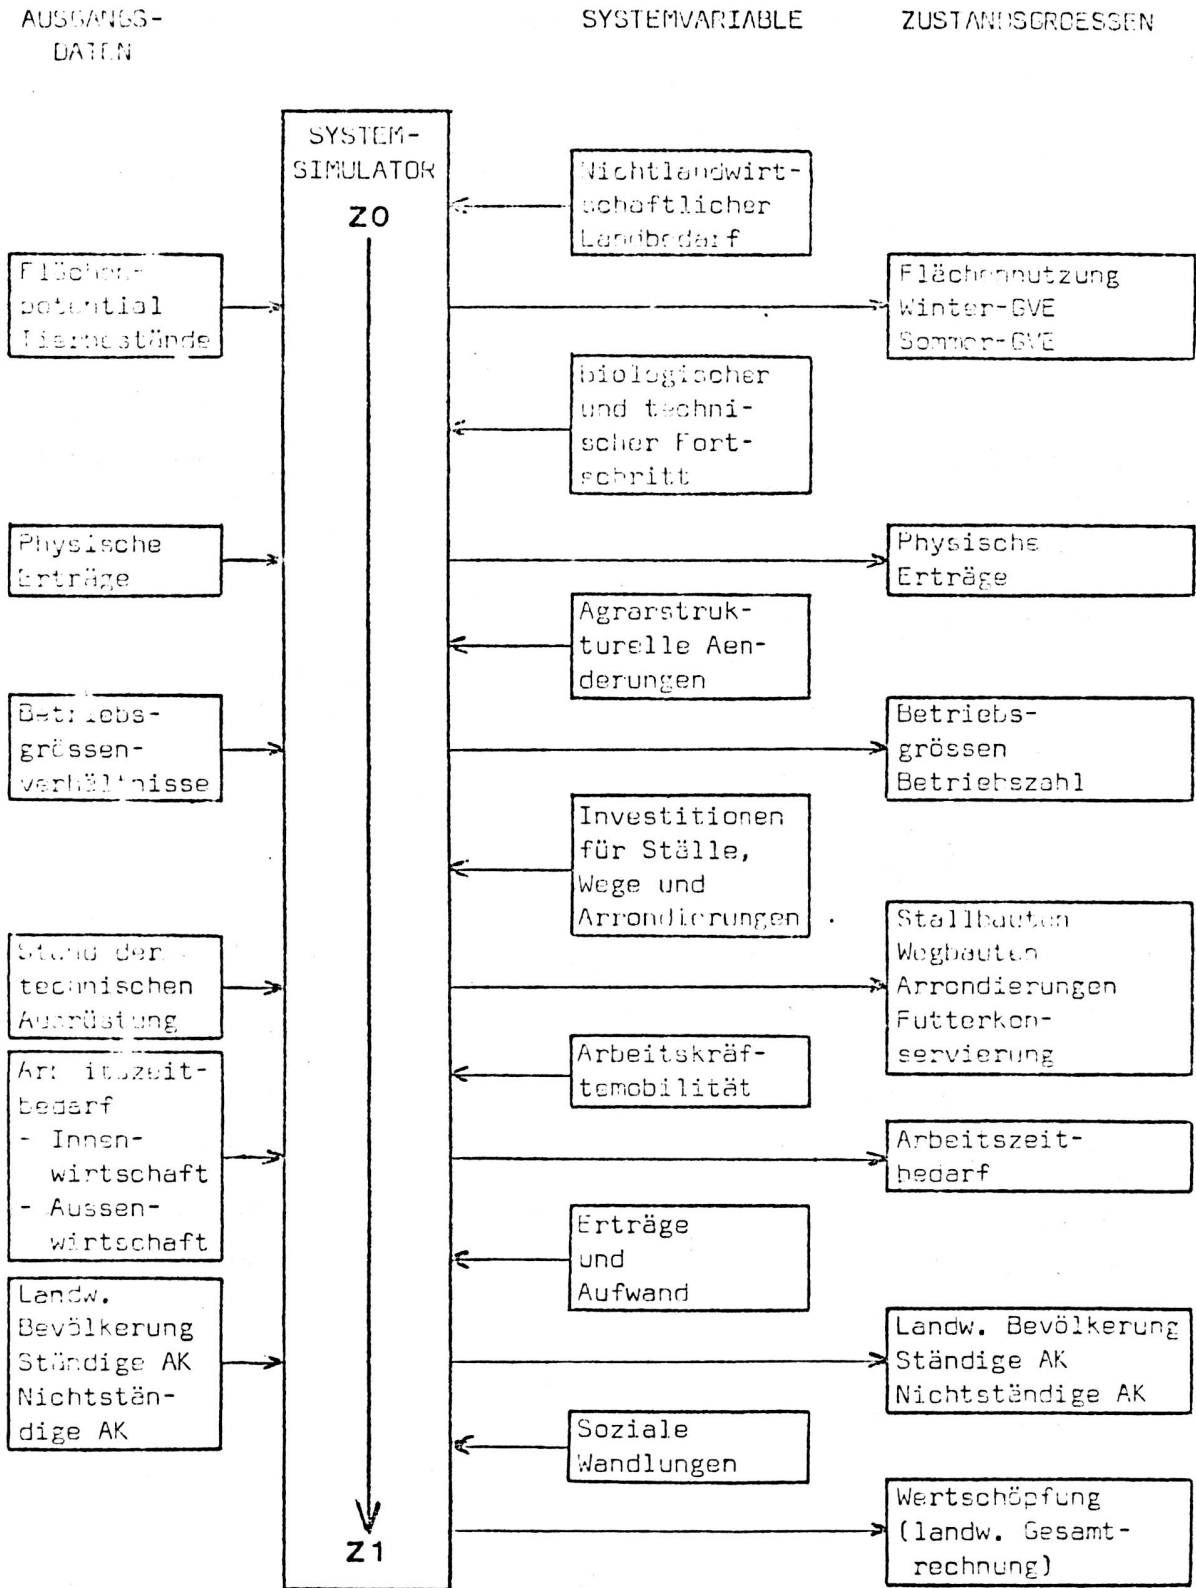 AUSGANGS-
DATEN
SYSTEMVARIABLE
ZUSTANDSGROESSEN
SYSTEM-
SIMULATOR
Z0
Nichtlandwirt-
schaftlicher
Landbedarf
Flächen-
potential
Tierbestände
Flächennutzung
Winter-GVE
Sommer-GVE
biologischer
und techni-
scher Fort-
schritt
Physische
Erträge
Physische
Erträge
Agrarstruk-
turelle Aen-
derungen
Betriebs-
grössen-
verhältnisse
Betriebs-
grössen
Betriebszahl
Investitionen
für Ställe,
Wege und
Arrondierungen
Stand der
technischen
Ausrüstung
Stallbauten
Wegbauten
Arrondierungen
Futterkon-
servierung
Arbeitskräf-
temobilität
Arbeitszeit-
bedarf
- Innen-
wirtschaft
- Aussen-
wirtschaft
Arbeitszeit-
bedarf
Erträge
und
Aufwand
Landw.
Bevölkerung
Ständige AK
Nichtstän-
dige AK
Landw. Bevölkerung
Ständige AK
Nichtständige AK
Soziale
Wandlungen
Wertschöpfung
(landw. Gesamt-
rechnung)
Z1